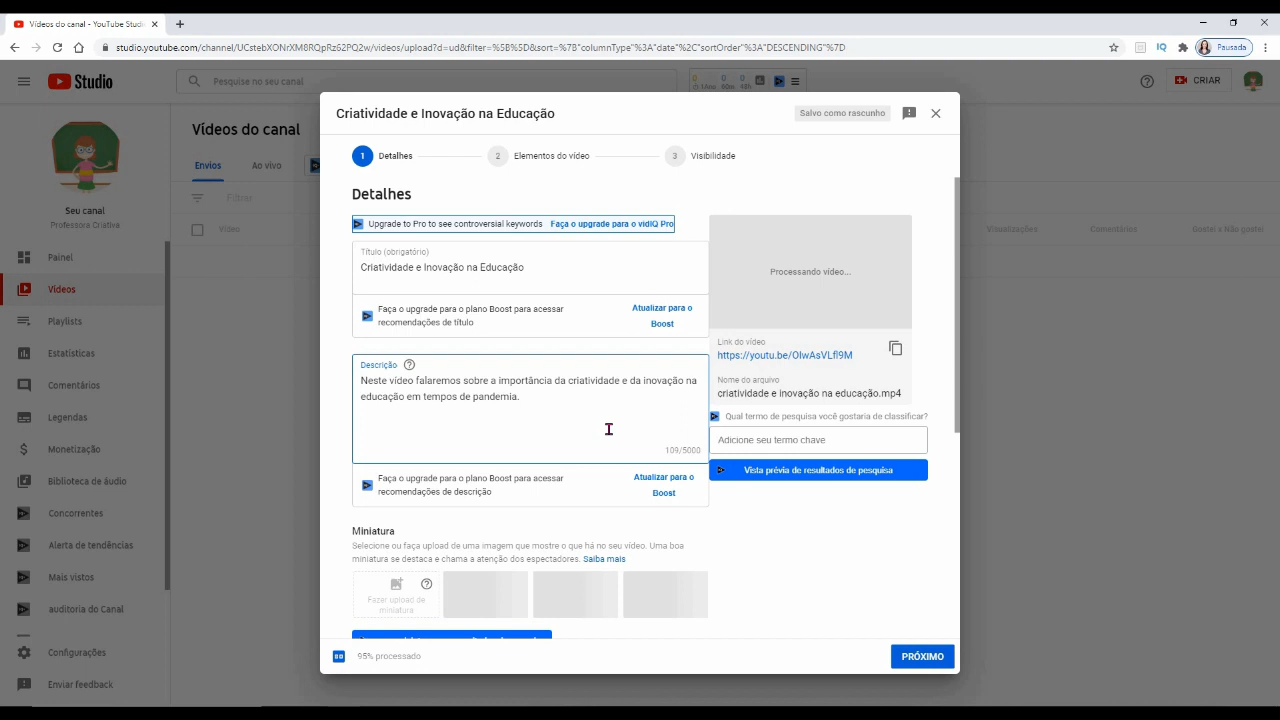 Vídeos do canal - YouTube Studi
studio.youtube.com/channel/UCstebXONrXM8RQpRz62PQ2w/videos/upload?d=ud&filter=%5B%5D&sort=%7B"columnType"%3A"date"%2C"sortOrder"%3A"DESCENDING"%7D
IQ
Pausada
Studio
Pesquise no seu canal
0 0 0
60m 48h
CRIAR
Seu canal
Professora Criativa
Painel
Vídeos
Playlists
Estatísticas
Comentários
Legendas
Monetização
Biblioteca de áudio
Concorrentes
Alerta de tendências
Mais vistos
auditoria do Canal
Configurações
Enviar feedback
Vídeos do canal
Envios
Ao vivo
Filtrar
Vídeo
Visualizações
Comentários
Gostei x Não gostei
Criatividade e Inovação na Educação
Salvo como rascunho
1 Detalhes
2 Elementos do vídeo
3 Visibilidade
Detalhes
Upgrade to Pro to see controversial keywords Faça o upgrade para o vidIQ Pro
Título (obrigatório)
Criatividade e Inovação na Educação
Faça o upgrade para o plano Boost para acessar
recomendações de título
Atualizar para o
Boost
Descrição
Neste vídeo falaremos sobre a importância da criatividade e da inovação na
educação em tempos de pandemia.
109/5000
Faça o upgrade para o plano Boost para acessar
recomendações de descrição
Atualizar para o
Boost
Miniatura
Selecione ou faça upload de uma imagem que mostre o que há no seu vídeo. Uma boa
miniatura se destaca e chama a atenção dos espectadores. Saiba mais
Fazer upload de
miniatura
Processando vídeo...
Link do vídeo
https://youtu.be/OIwAsVLfl9M
Nome do arquivo
criatividade e inovação na educação.mp4
Qual termo de pesquisa você gostaria de classificar?
Adicione seu termo chave
Vista prévia de resultados de pesquisa
95% processado
PRÓXIMO